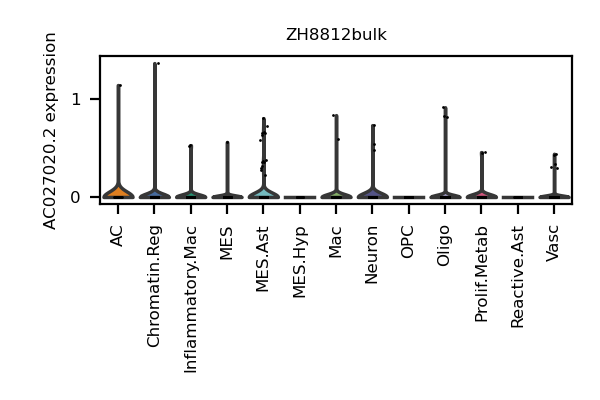 ZH8812bulk
AC027020.2 expression
1
0
AC
Chromatin.Reg
Inflammatory.Mac
MES
MES.Ast
MES.Hyp
Mac
Neuron
OPC
Oligo
Prolif.Metab
Reactive.Ast
Vasc